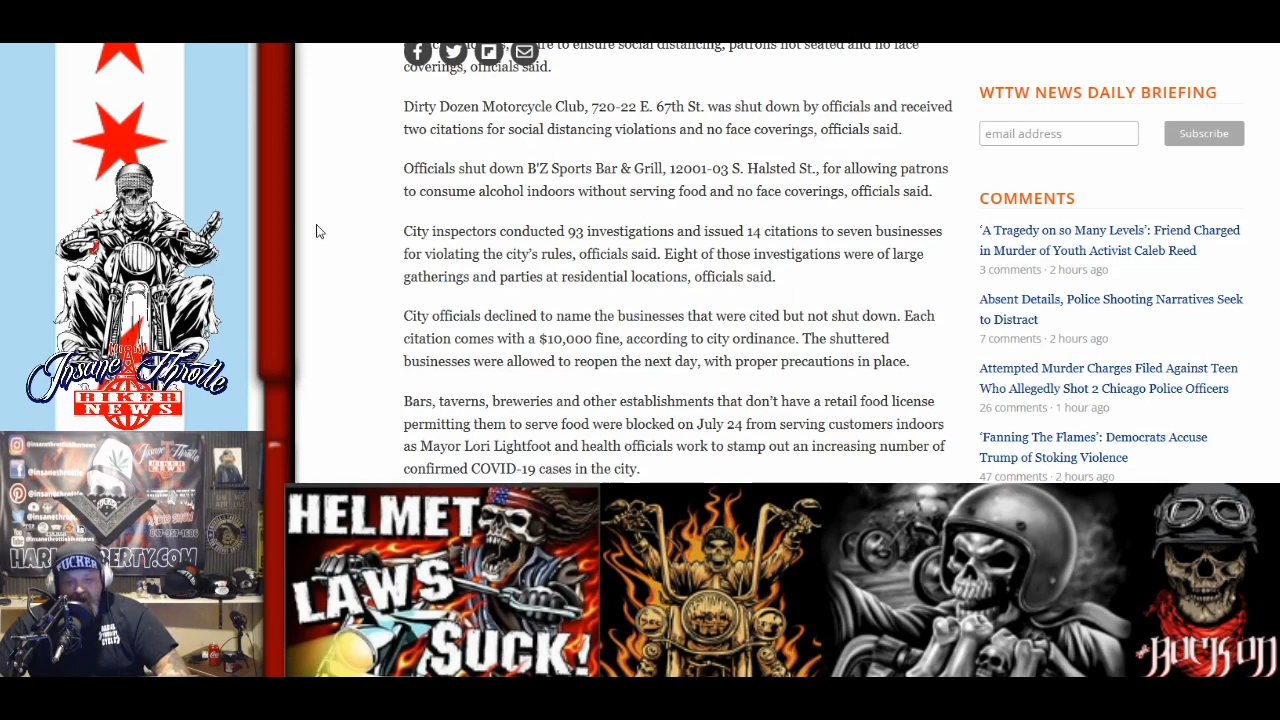 coverings, officials said.
Dirty Dozen Motorcycle Club, 720-22 E. 67th St. was shut down by officials and received
two citations for social distancing violations and no face coverings, officials said.
Officials shut down B'Z Sports Bar & Grill, 12001-03 S. Halsted St., for allowing patrons
to consume alcohol indoors without serving food and no face coverings, officials said.
City inspectors conducted 93 investigations and issued 14 citations to seven businesses
for violating the city's rules, officials said. Eight of those investigations were of large
gatherings and parties at residential locations, officials said.
City officials declined to name the businesses that were cited but not shut down. Each
citation comes with a $10,000 fine, according to city ordinance. The shuttered
businesses were allowed to reopen the next day, with proper precautions in place.
Bars, taverns, breweries and other establishments that don't have a retail food license
permitting them to serve food were blocked on July 24 from serving customers indoors
as Mayor Lori Lightfoot and health officials work to stamp out an increasing number of
confirmed COVID-19 cases in the city.
WTTW NEWS DAILY BRIEFING
email address
Subscribe
COMMENTS
‘A Tragedy on so Many Levels’: Friend Charged
in Murder of Youth Activist Caleb Reed
3 comments · 2 hours ago
Absent Details, Police Shooting Narratives Seek
to Distract
7 comments · 2 hours ago
Attempted Murder Charges Filed Against Teen
Who Allegedly Shot 2 Chicago Police Officers
26 comments · 1 hour ago
‘Fanning The Flames’: Democrats Accuse
Trump of Stoking Violence
47 comments · 2 hours ago
Insane Throttle
BIKER
NEWS
HELMET
LAWS
SUCK!
ROCK ON